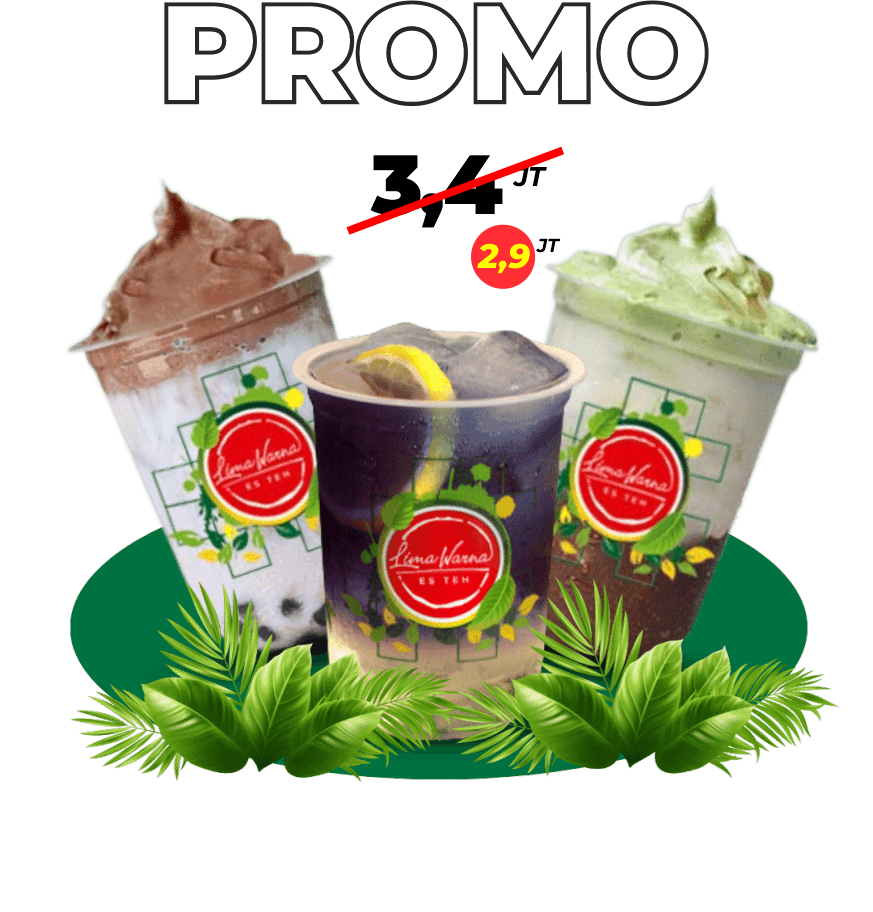 PROMO
3,4 JT
2,9 JT
Lima Warna
ES TEH
Lima Warna
ES TEH
Lima Warna
ES TEH